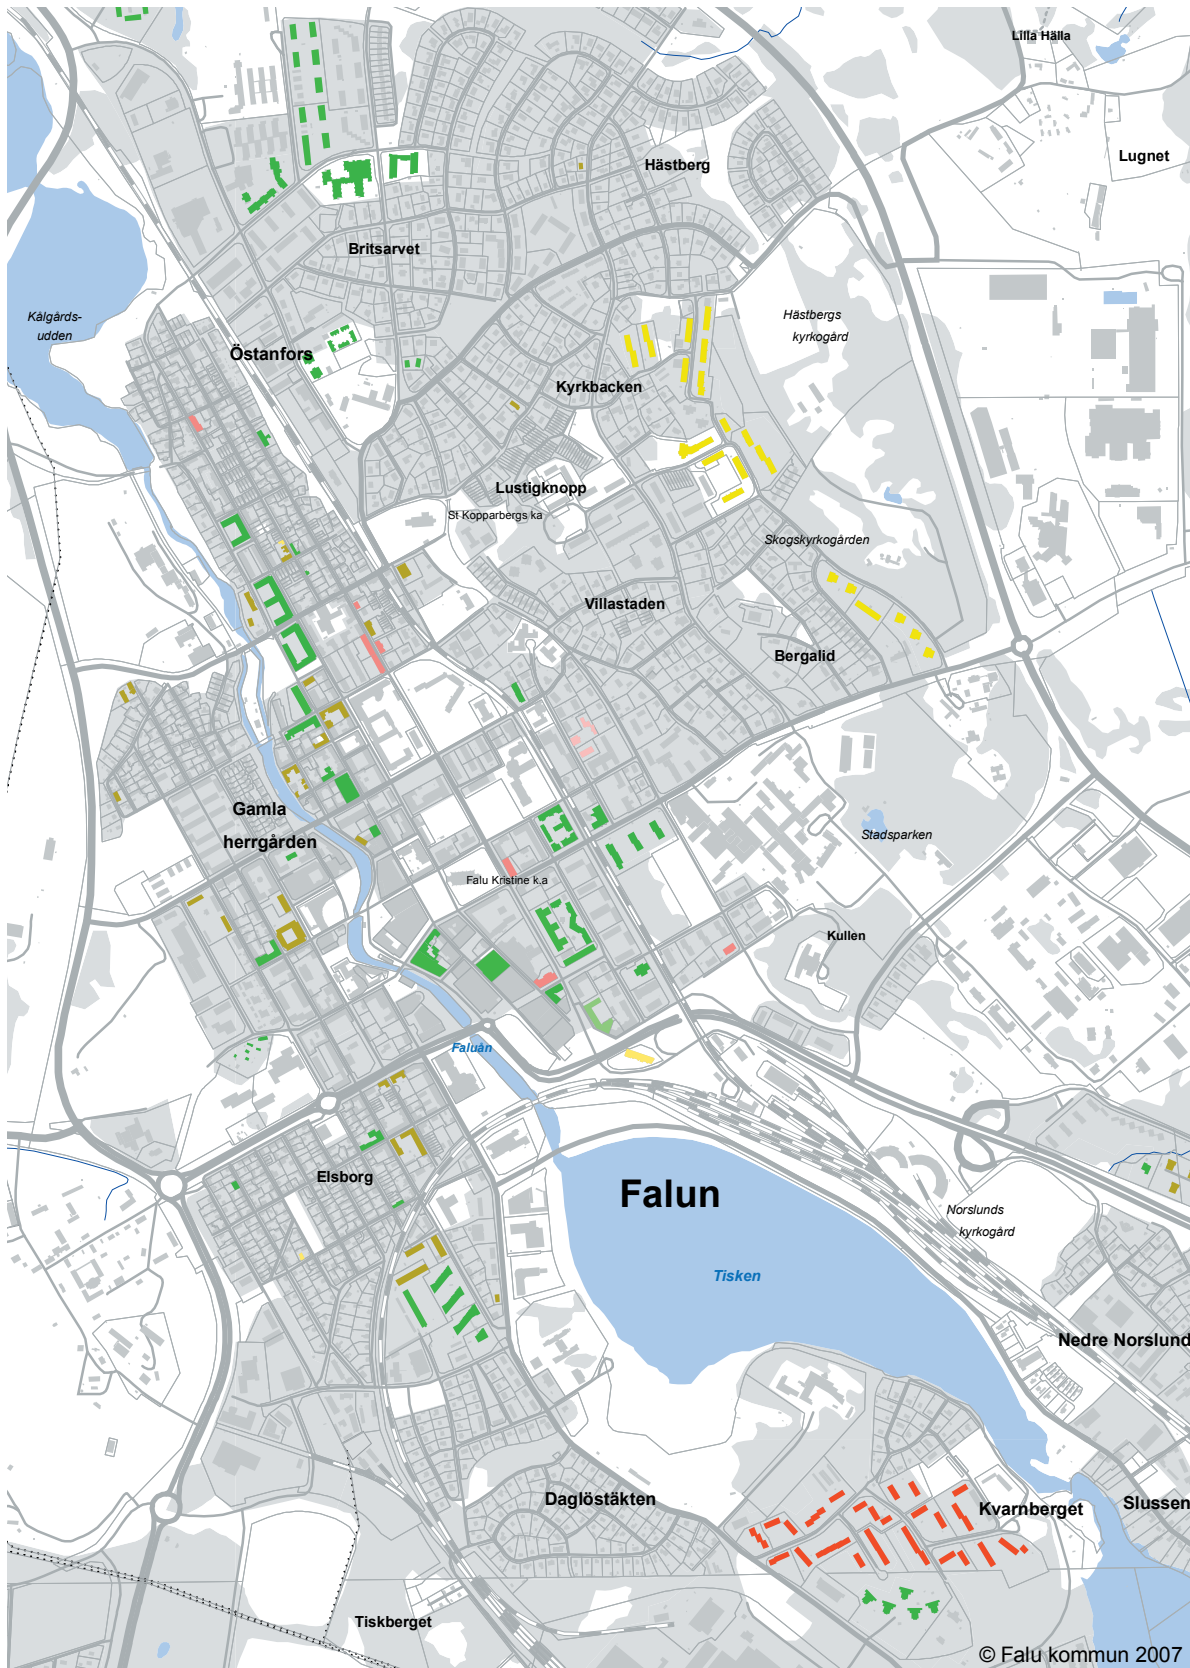 Lilla Hälla
Lugnet
Hästberg
Britsarvet
Kålgårds-
udden
Hästbergs
kyrkogård
Östanfors
Kyrkbacken
Lustigknopp
St Kopparbergs ka
Skogskyrkogården
Villastaden
Bergalid
Gamla
herrgården
Stadsparken
Falu Kristine k.a
Kullen
Faluån
Elsborg
Falun
Norslunds
kyrkogård
Tisken
Nedre Norslund
Daglöstäkten
Kvarnberget
Slussen
Tiskberget
© Falu kommun 2007